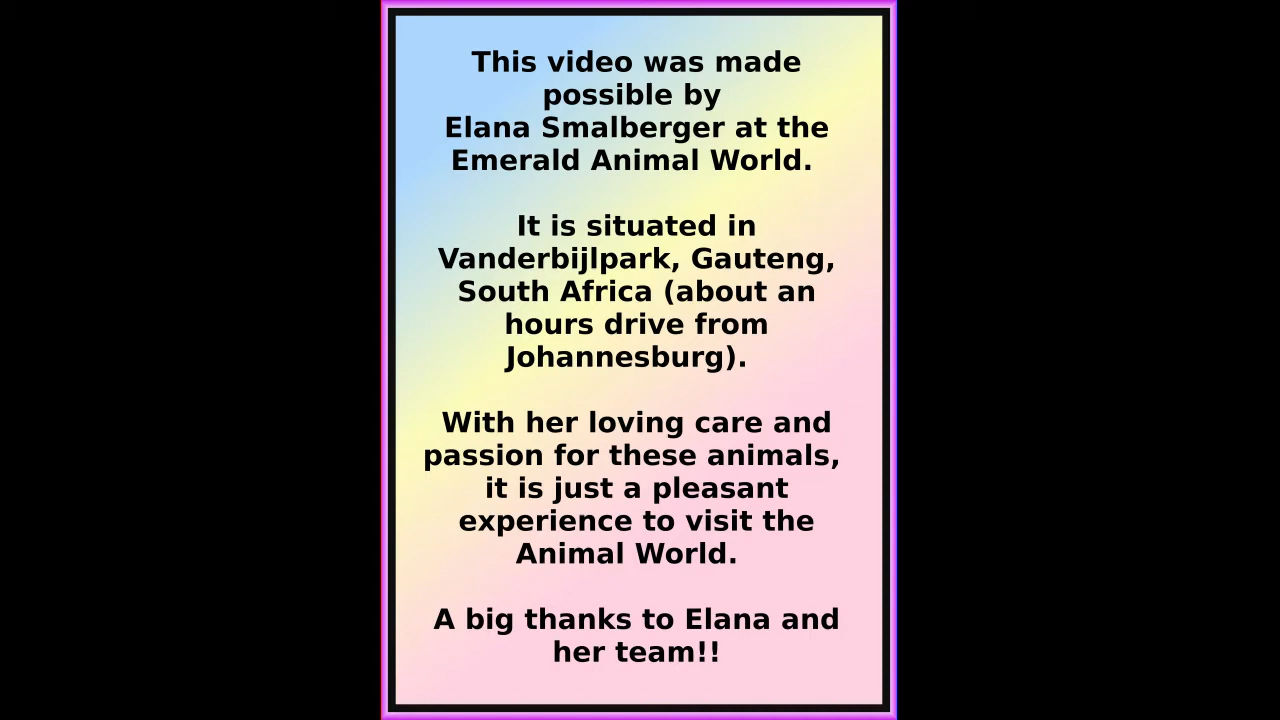 This video was made
possible by
Elana Smalberger at the
Emerald Animal World.
It is situated in
Vanderbijlpark, Gauteng,
South Africa (about an
hours drive from
Johannesburg).
With her loving care and
passion for these animals,
it is just a pleasant
experience to visit the
Animal World.
A big thanks to Elana and
her team!!